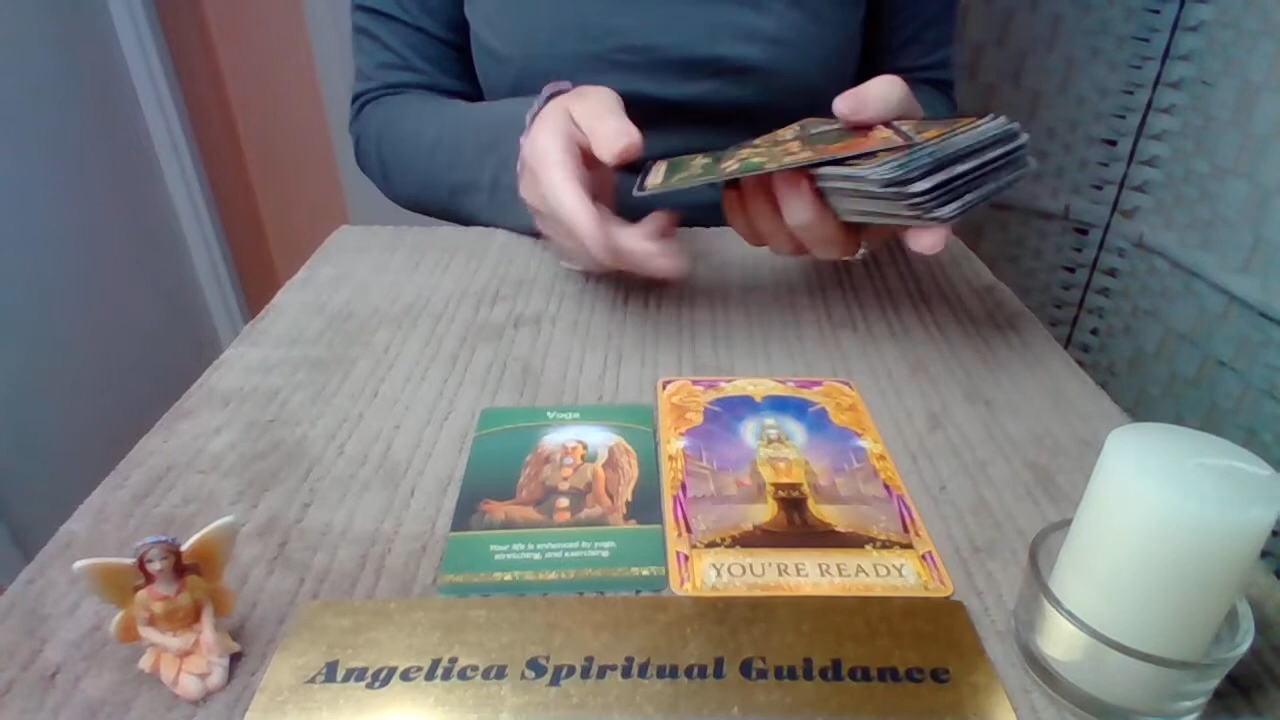 Yoga
Your life is enhanced by yoga,
stretching, and exercising.
YOU'RE READY
Angelica Spiritual Guidance